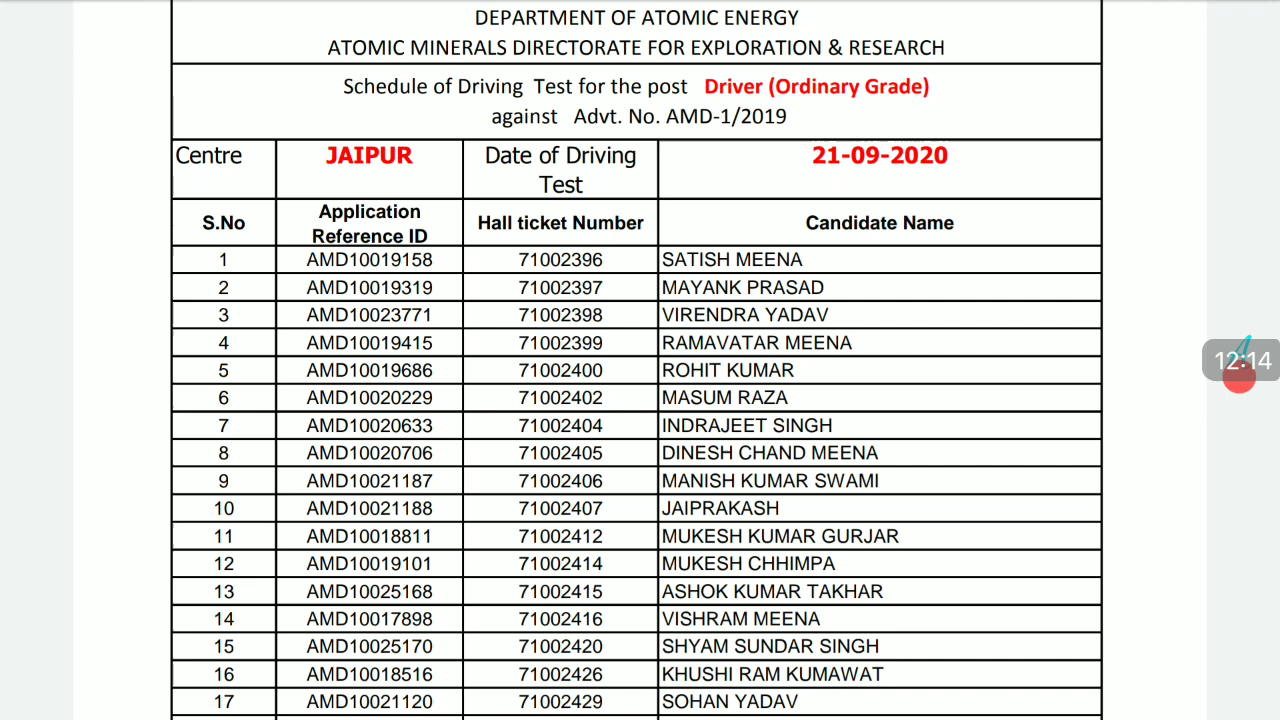 DEPARTMENT OF ATOMIC ENERGY
ATOMIC MINERALS DIRECTORATE FOR EXPLORATION & RESEARCH
Schedule of Driving Test for the post Driver (Ordinary Grade)
against Advt. No. AMD-1/2019
Centre JAIPUR Date of Driving Test 21-09-2020
S.No Application Reference ID Hall ticket Number Candidate Name
1 AMD10019158 71002396 SATISH MEENA
2 AMD10019319 71002397 MAYANK PRASAD
3 AMD10023771 71002398 VIRENDRA YADAV
4 AMD10019415 71002399 RAMAVATAR MEENA
5 AMD10019686 71002400 ROHIT KUMAR
6 AMD10020229 71002402 MASUM RAZA
7 AMD10020633 71002404 INDRAJEET SINGH
8 AMD10020706 71002405 DINESH CHAND MEENA
9 AMD10021187 71002406 MANISH KUMAR SWAMI
10 AMD10021188 71002407 JAIPRAKASH
11 AMD10018811 71002412 MUKESH KUMAR GURJAR
12 AMD10019101 71002414 MUKESH CHHIMPA
13 AMD10025168 71002415 ASHOK KUMAR TAKHAR
14 AMD10017898 71002416 VISHRAM MEENA
15 AMD10025170 71002420 SHYAM SUNDAR SINGH
16 AMD10018516 71002426 KHUSHI RAM KUMAWAT
17 AMD10021120 71002429 SOHAN YADAV
12:14